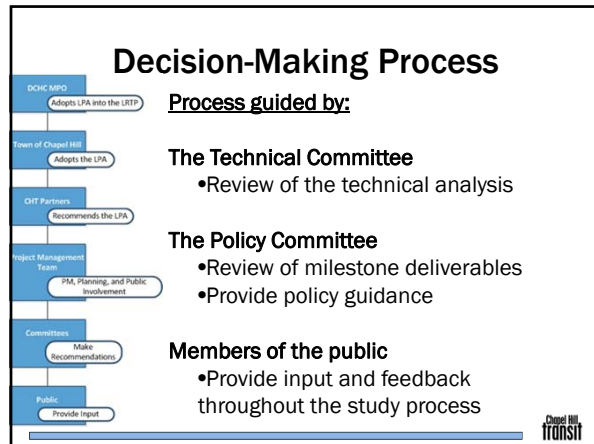 Decision-Making Process
DCHC MPO
Adopts LPA into the LRTP
Town of Chapel Hill
Adopts the LPA
CHT Partners
Recommends the LPA
Project Management
Team
PM, Planning, and Public
Involvement
Committees
Make
Recommendations
Public
Provide Input
Process guided by:
The Technical Committee
•Review of the technical analysis
The Policy Committee
•Review of milestone deliverables
•Provide policy guidance
Members of the public
•Provide input and feedback
throughout the study process
Chapel Hill
transit